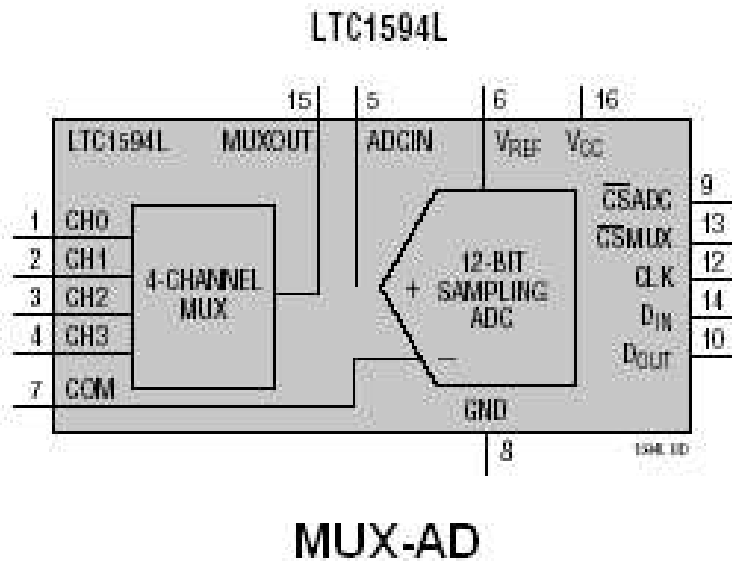 LTC1594L
15 5 6 16
LTC1594L MUXOUT ADCIN VREF VCC
9
CSADC
1 CH0
13
CSMUX
2 CH1
12
CLK
4-CHANNEL
MUX
12-BIT
SAMPLING
ADC
+
3 CH2
14
DIN
4 CH3
10
DOUT
–
7 COM
GND
8
1594L BD
MUX-AD